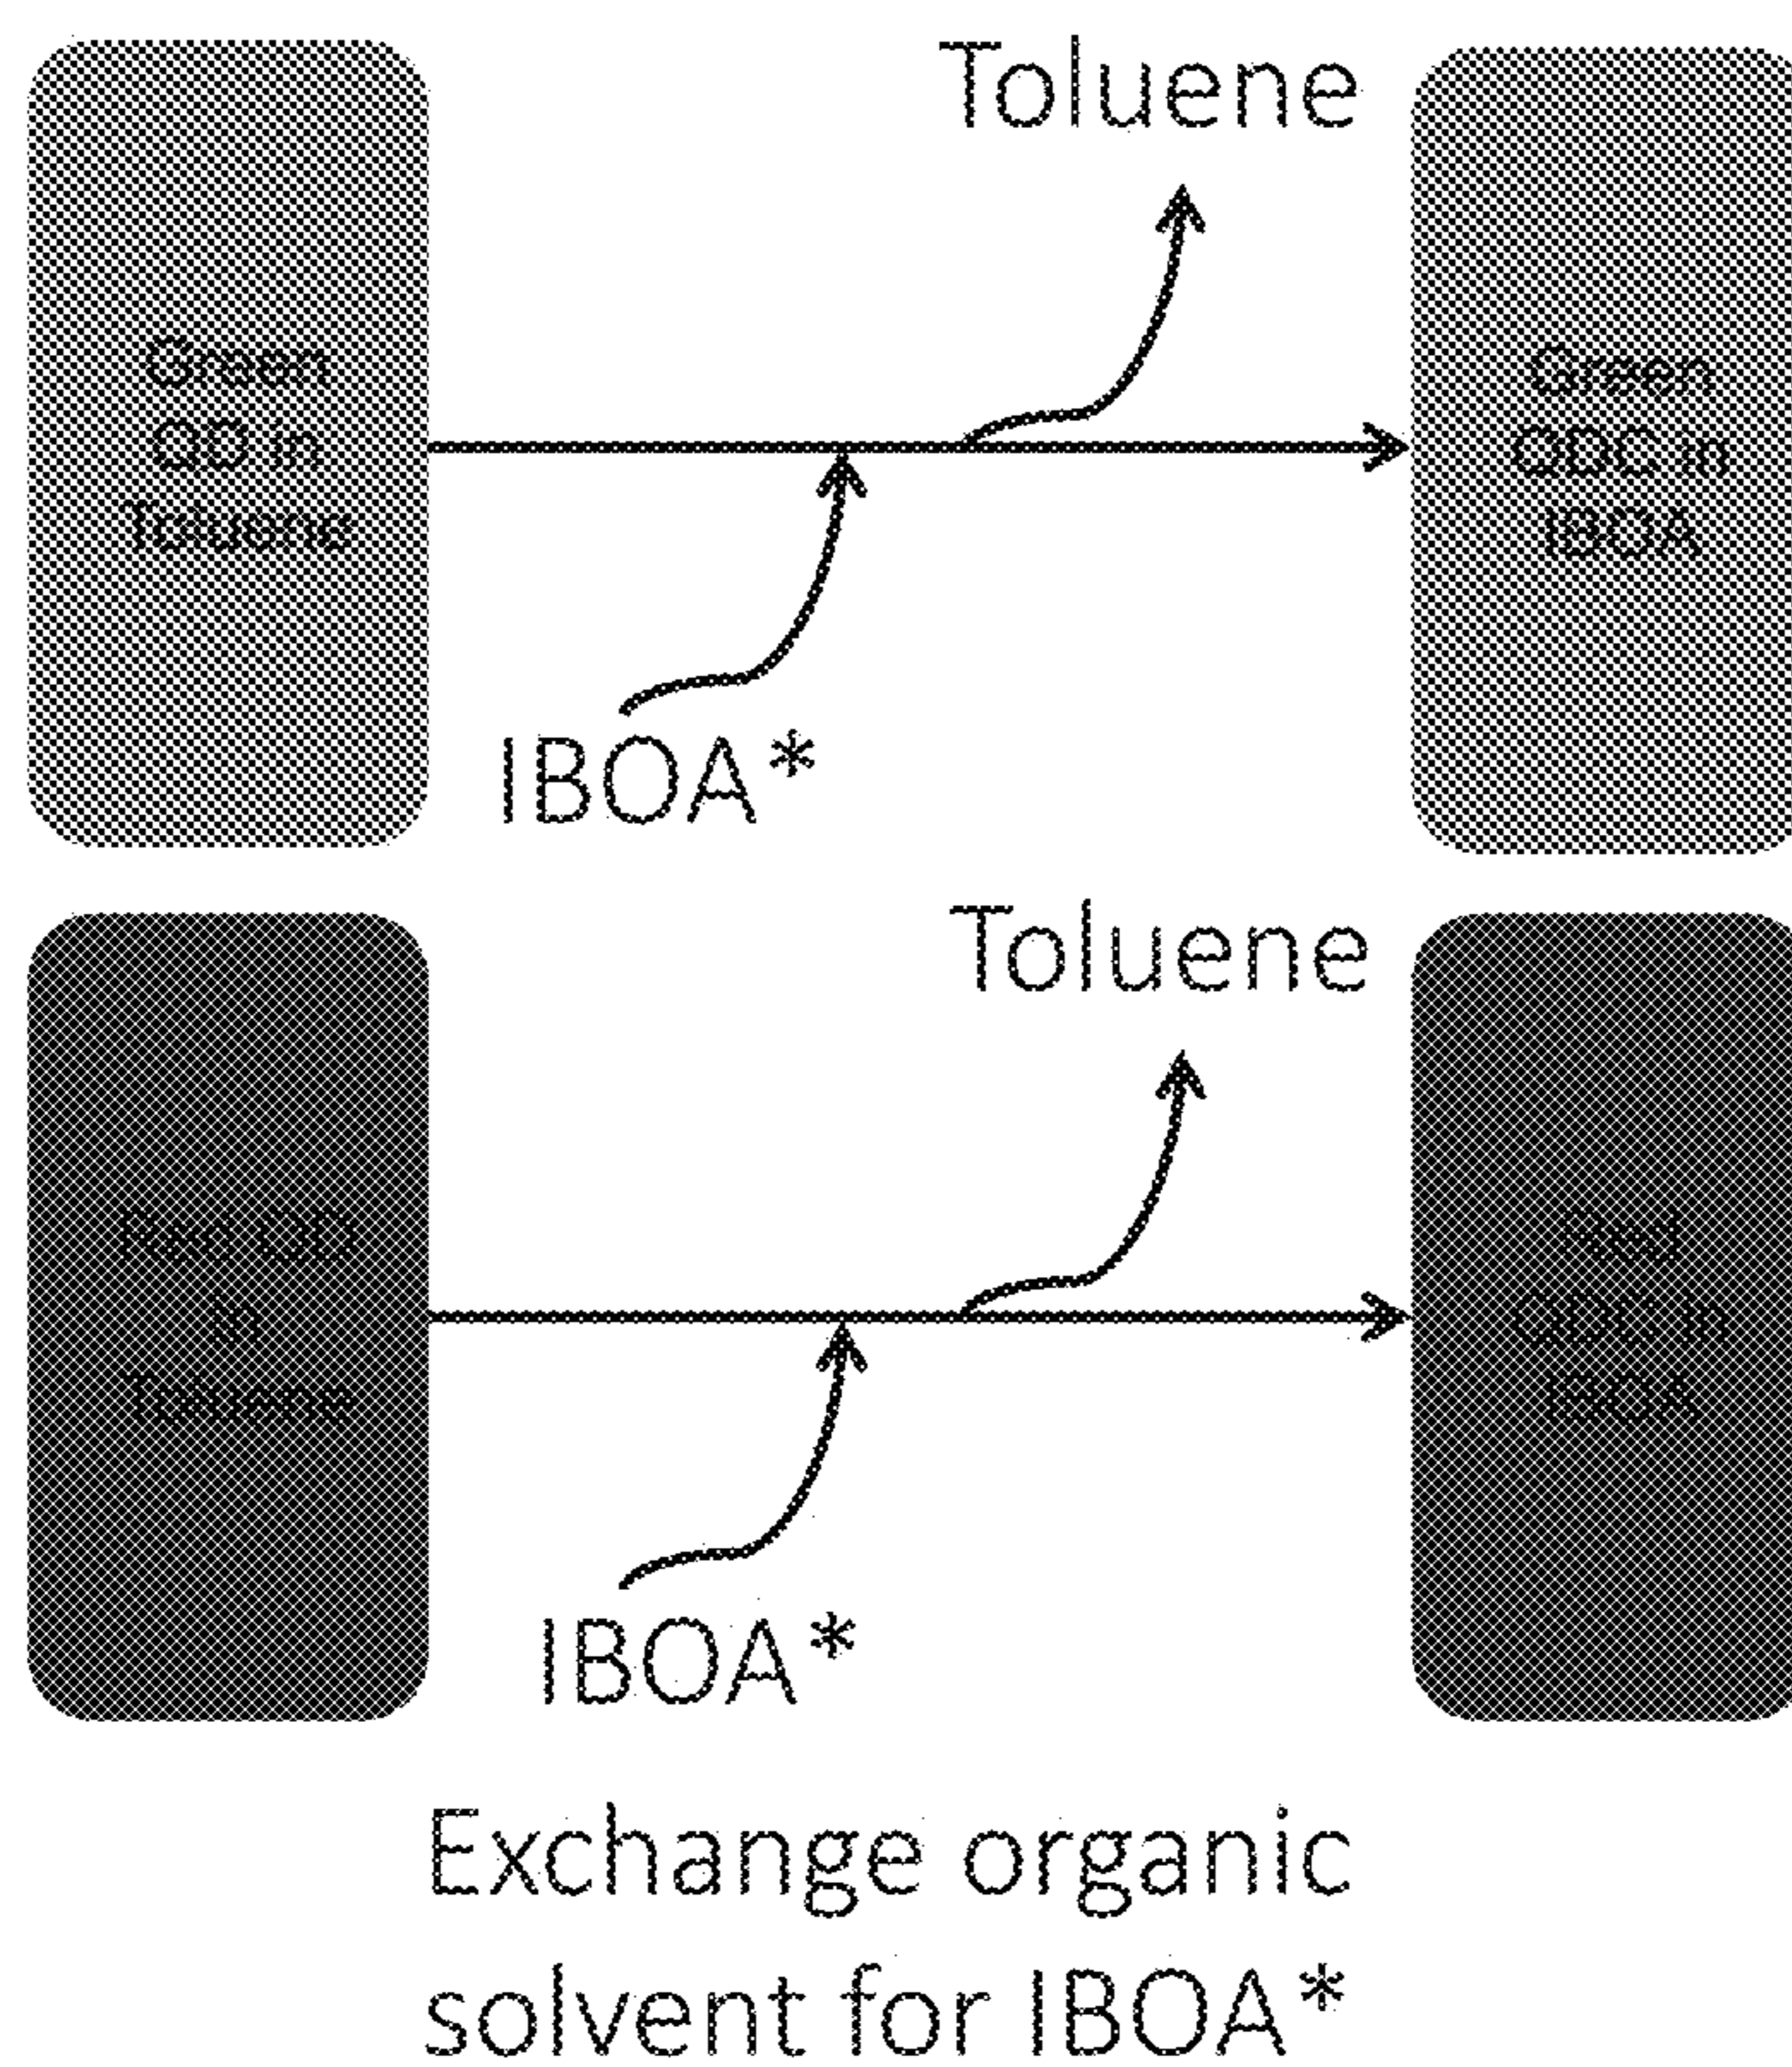 Toluene
Green
QD in
Toluene
Green
QDC in
IBOA
IBOA*
Toluene
Red QD
in
Toluene
Red
QDC in
IBOA
IBOA*
Exchange organic
solvent for IBOA*